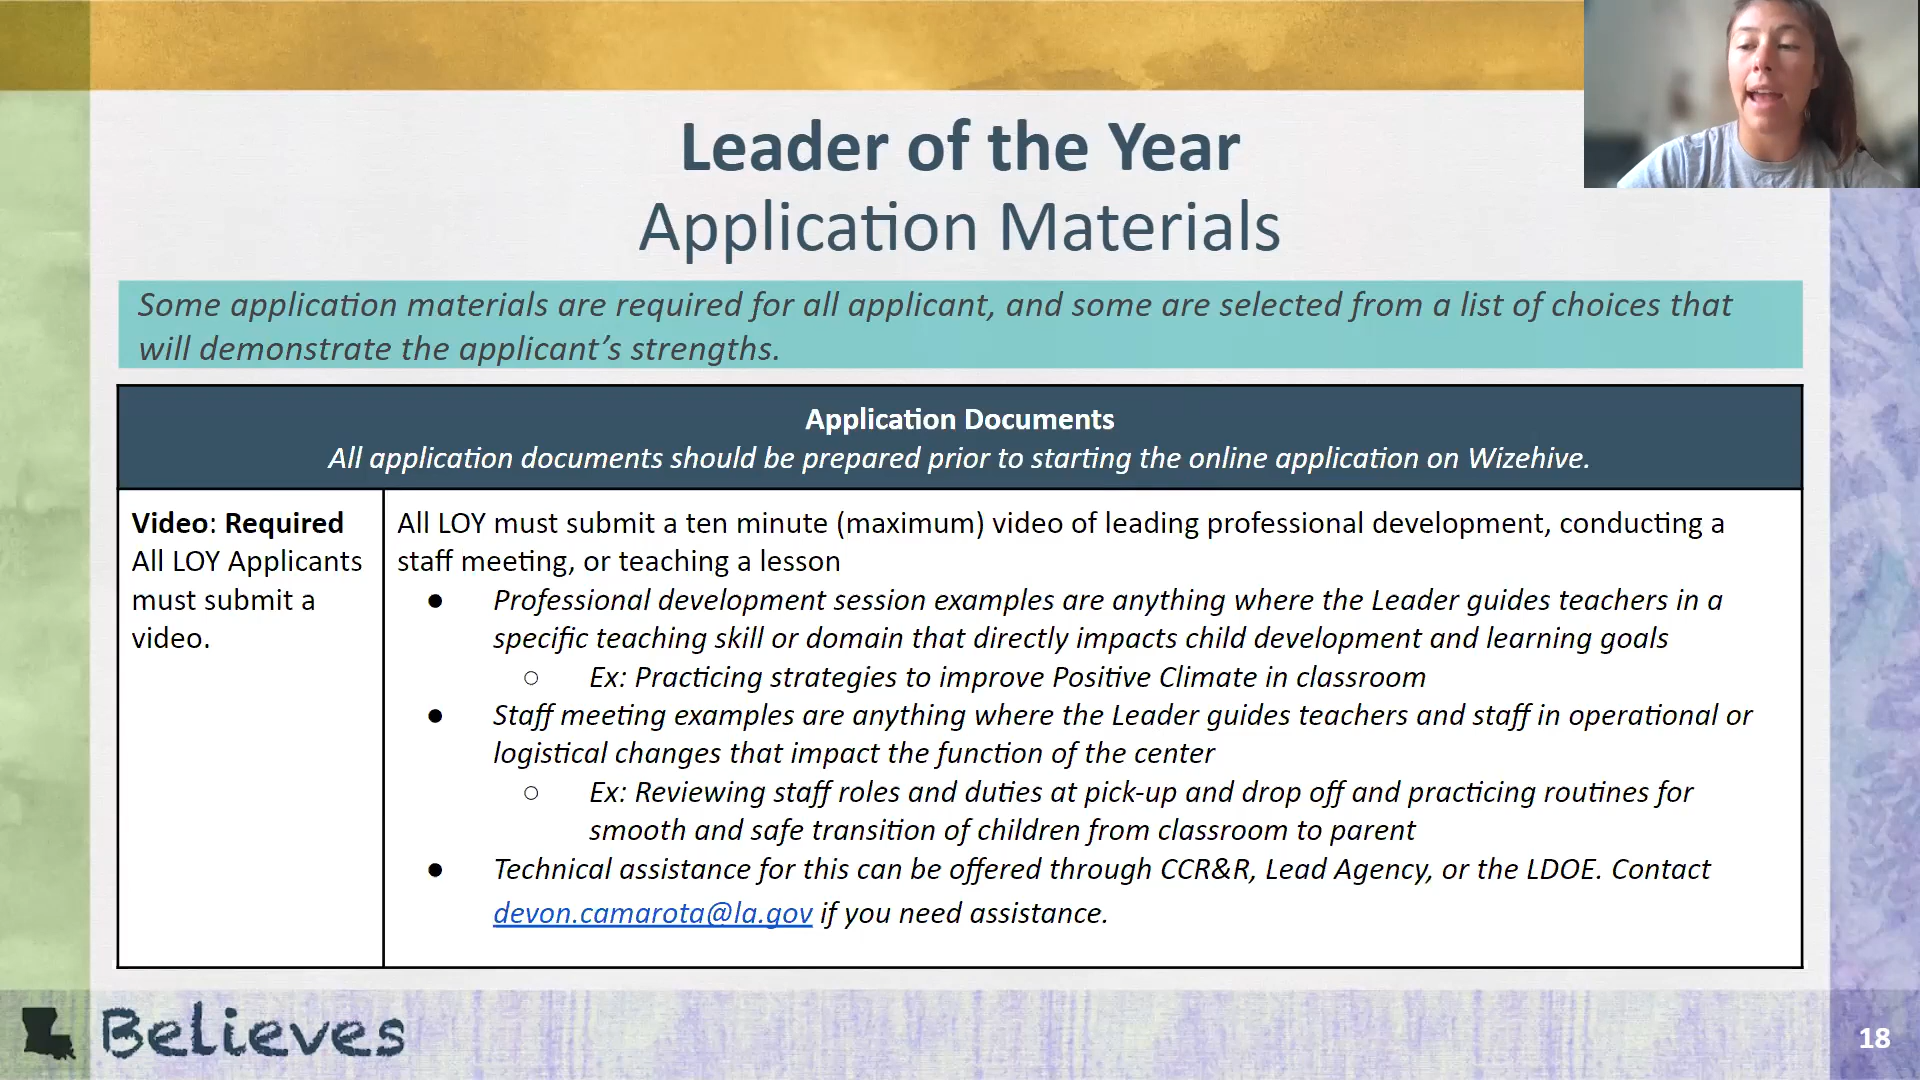 Leader of the Year
Application Materials
Some application materials are required for all applicant, and some are selected from a list of choices that
will demonstrate the applicant’s strengths.
Application Documents
All application documents should be prepared prior to starting the online application on Wizehive.
Video: Required
All LOY Applicants
must submit a
video.
All LOY must submit a ten minute (maximum) video of leading professional development, conducting a
staff meeting, or teaching a lesson
● Professional development session examples are anything where the Leader guides teachers in a
specific teaching skill or domain that directly impacts child development and learning goals
○ Ex: Practicing strategies to improve Positive Climate in classroom
● Staff meeting examples are anything where the Leader guides teachers and staff in operational or
logistical changes that impact the function of the center
○ Ex: Reviewing staff roles and duties at pick-up and drop off and practicing routines for
smooth and safe transition of children from classroom to parent
● Technical assistance for this can be offered through CCR&R, Lead Agency, or the LDOE. Contact
devon.camarota@la.gov if you need assistance.
Believes
18